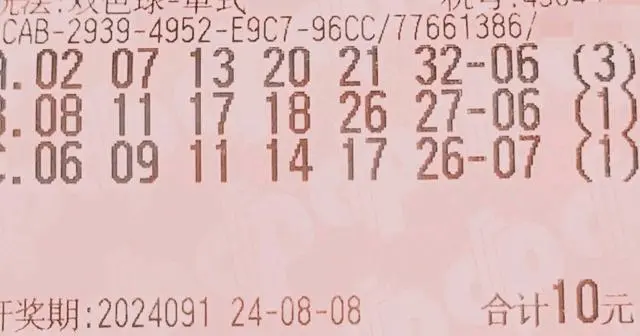 玩法:双色球-单式
CAB-2939-4952-E9C7-96CC/77661386/
A.02 07 13 20 21 32-06 (3)
B.08 11 17 18 26 27-06 (1)
C.06 09 11 14 17 26-07 (1)
开奖期:2024091 24-08-08 合计10元